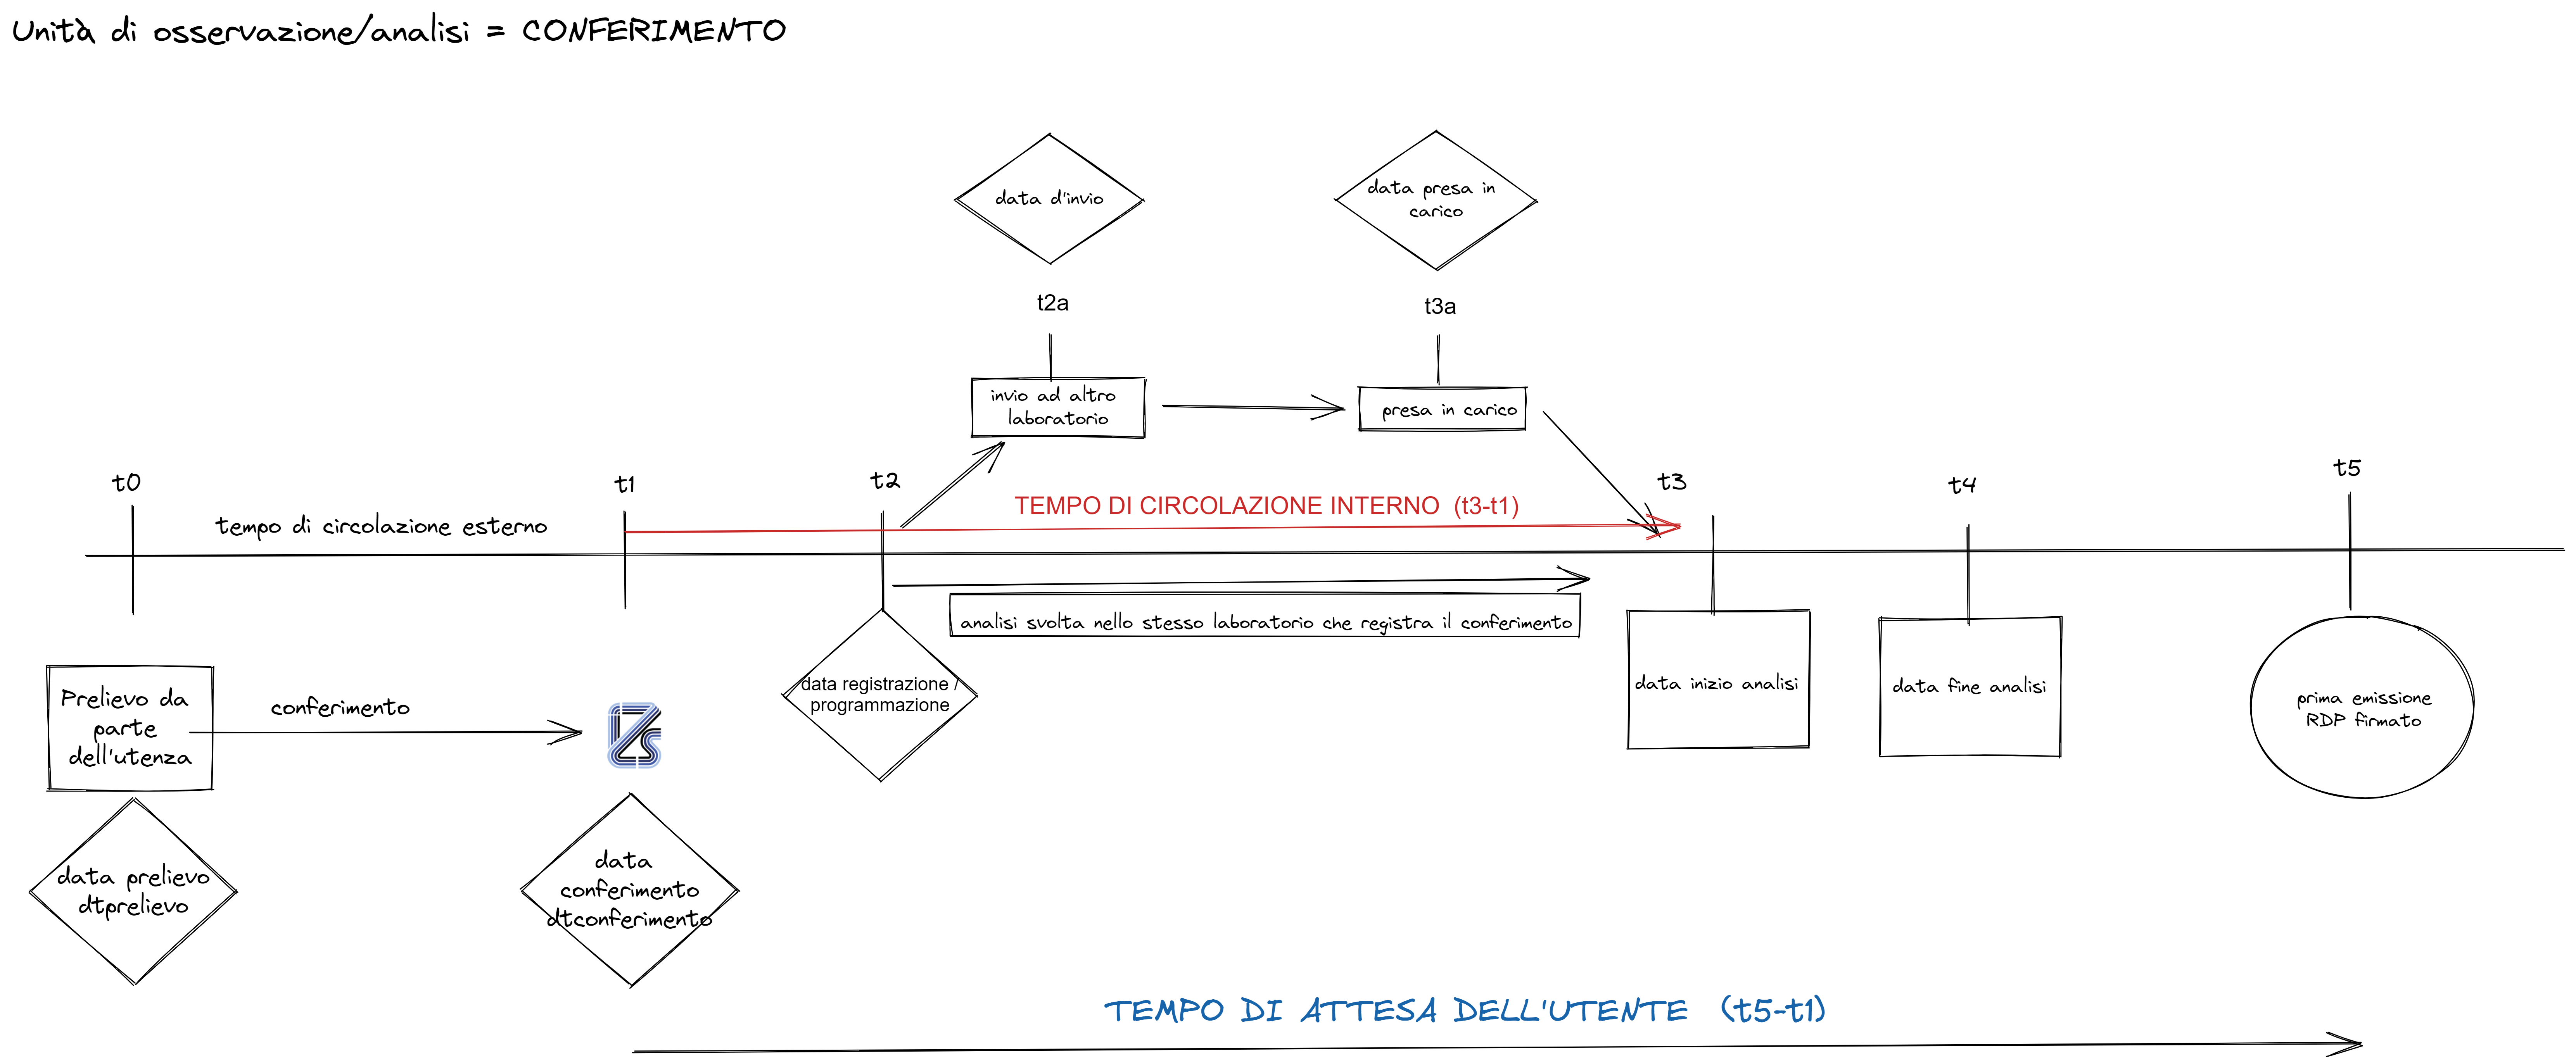 Unità di osservazione/analisi = CONFERIMENTO
data d'invio
data presa in
carico
t2a
t3a
invio ad altro
laboratorio
presa in carico
t0
t1
t2
t3
t4
t5
tempo di circolazione esterno
TEMPO DI CIRCOLAZIONE INTERNO (t3-t1)
analisi svolta nello stesso laboratorio che registra il conferimento
Prelievo da
parte
dell'utenza
conferimento
IZS
data registrazione /
programmazione
data inizio analisi
data fine analisi
prima emissione
RDP firmato
data prelievo
dtprelievo
data
conferimento
dtconferimento
TEMPO DI ATTESA DELL'UTENTE (t5-t1)